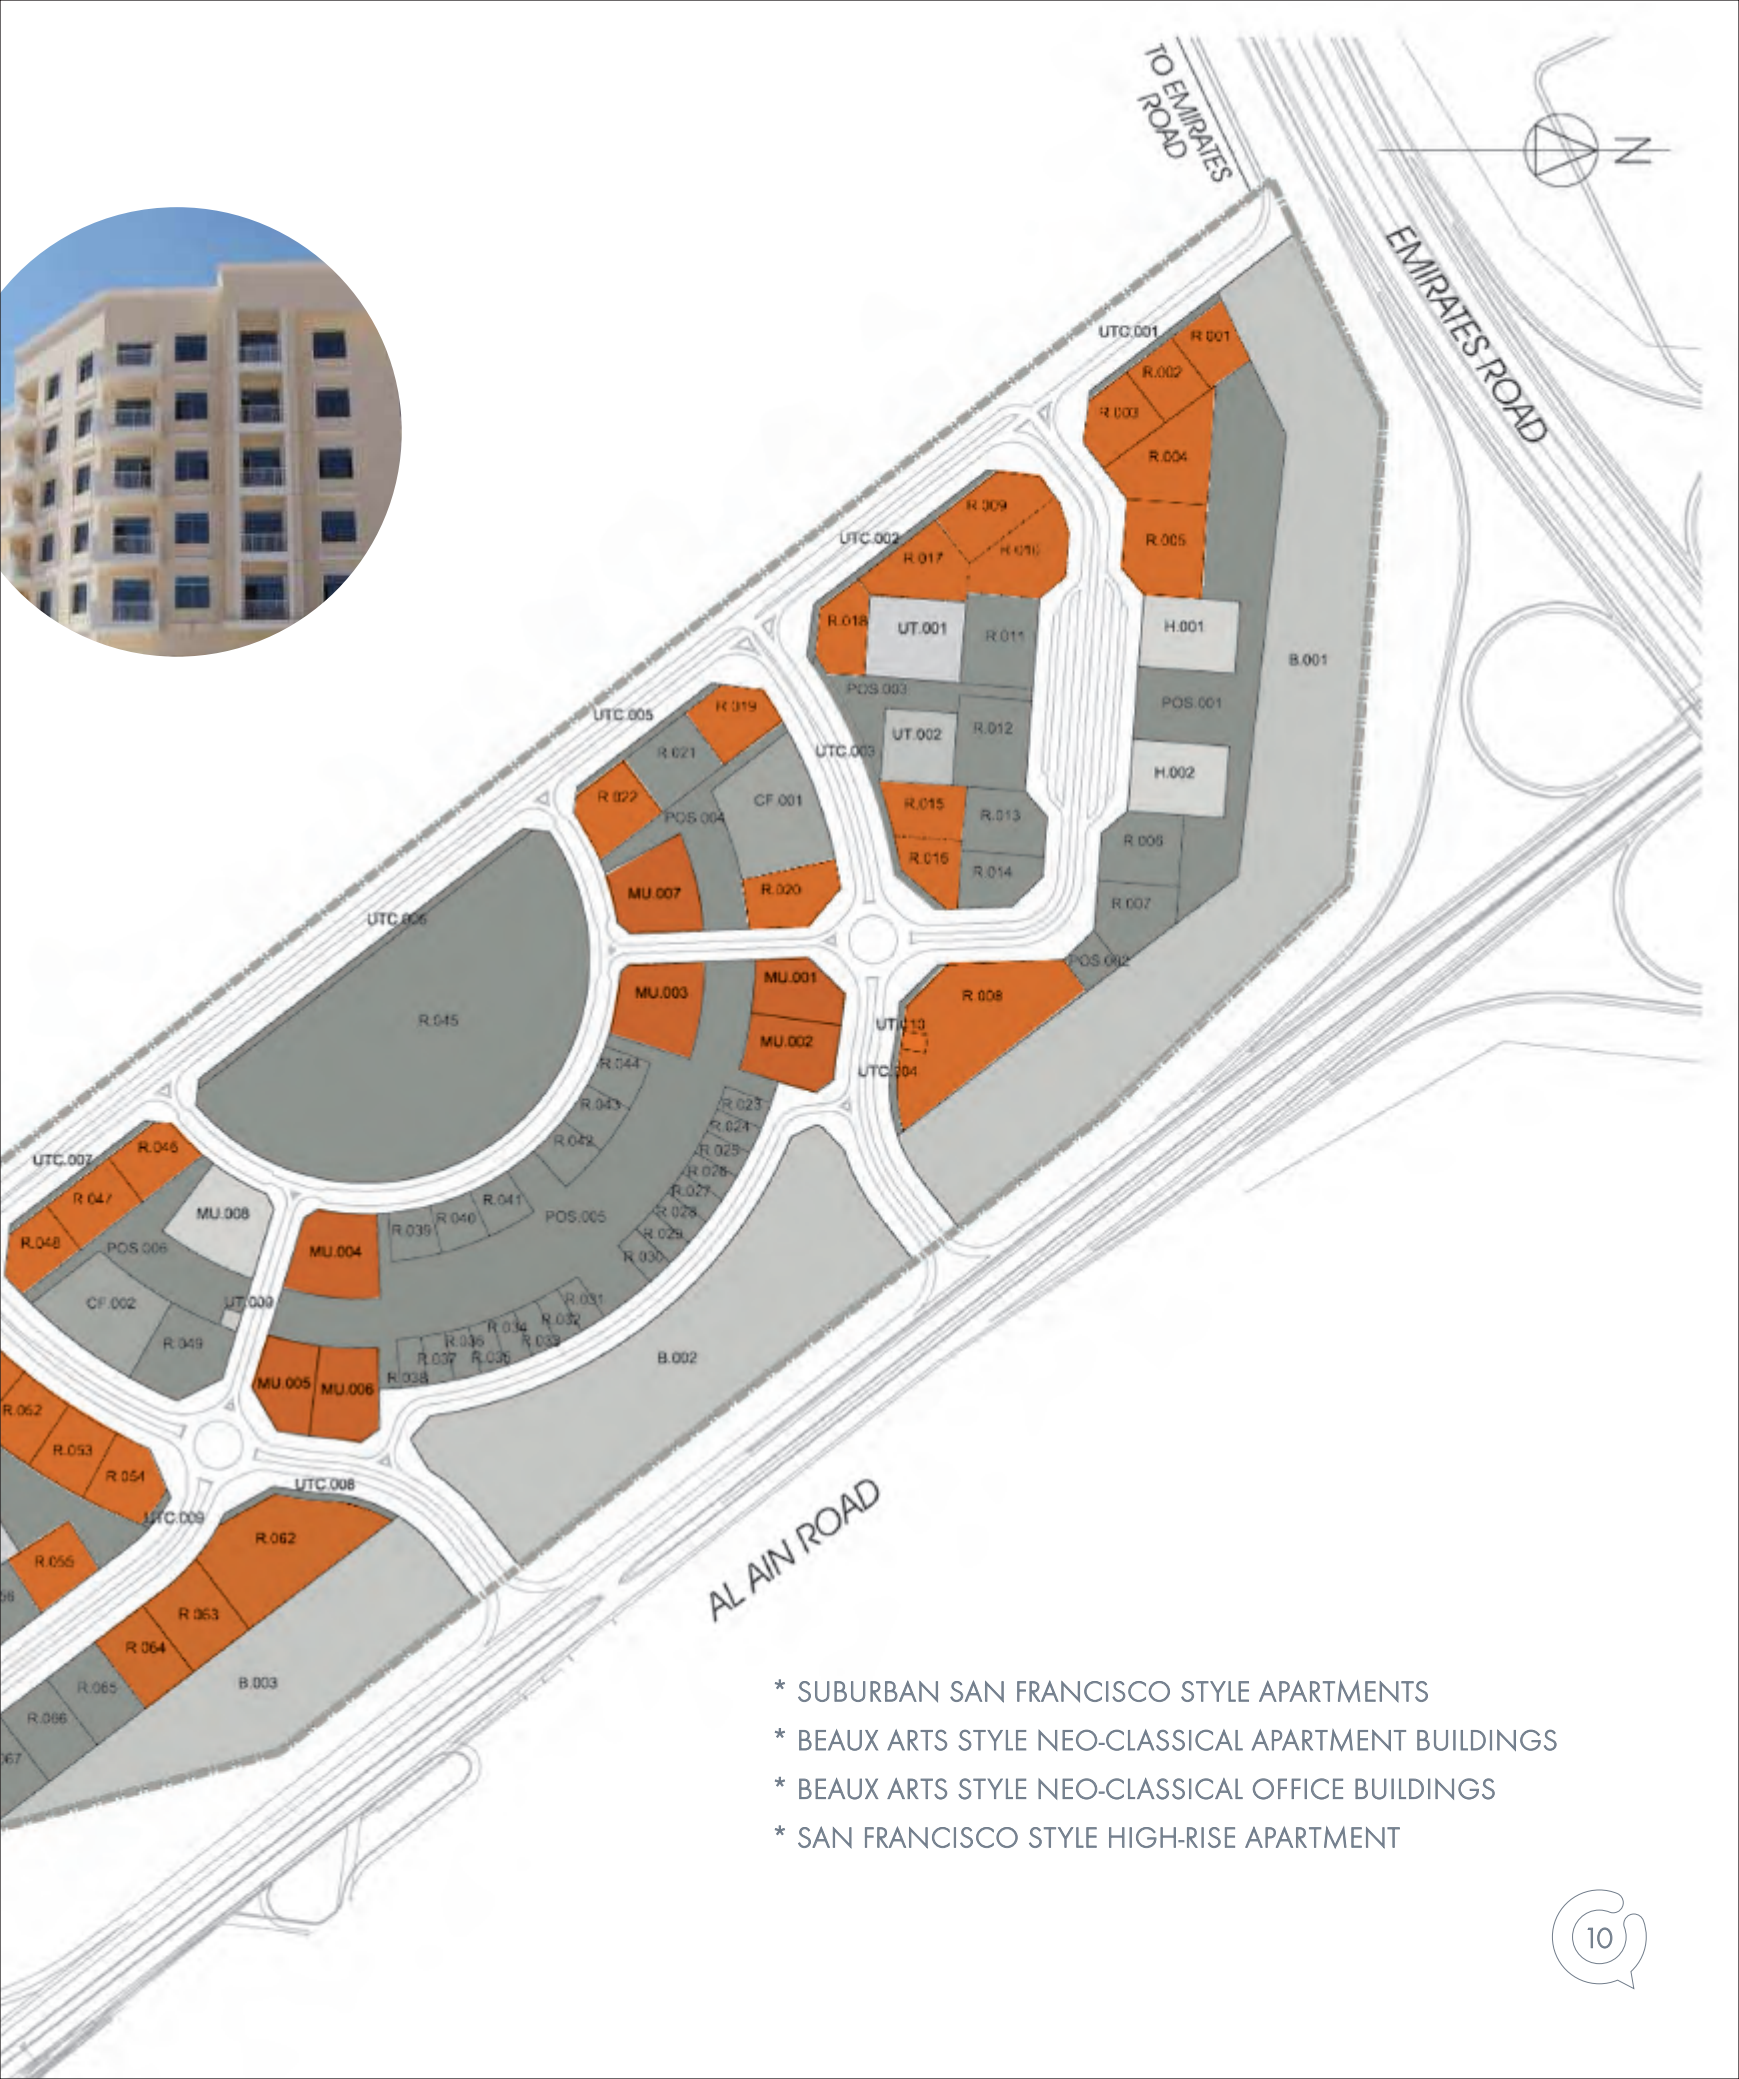 TO EMIRATES
ROAD
N
EMIRATES ROAD
UTC.001
R.001
R.002
R.003
R.004
R.005
R.009
UTC.002
R.017
R.010
R.018
UT.001
R.011
H.001
B.001
POS.003
POS.001
R.019
UTC.005
UT.002
R.012
UTC.003
R.021
H.002
R.022
CF.001
R.015
R.013
POS.004
R.006
R.016
R.014
MU.007
R.020
R.007
UTC.006
POS.002
MU.001
MU.003
R.008
R.045
UT.013
MU.002
R.044
UTC.004
R.043
R.023
R.024
R.042
R.025
R.046
UTC.007
R.026
R.027
R.047
R.041
MU.008
R.040
POS.005
R.028
R.039
R.029
R.048
POS.006
MU.004
R.030
CF.002
UT.009
R.031
R.032
R.034
R.033
R.049
R.036
R.037
R.035
B.002
R.038
MU.005
MU.006
R.052
R.053
R.054
UTC.008
UTC.009
R.062
R.055
R.063
R.064
B.003
R.065
R.066
AL AIN ROAD
* SUBURBAN SAN FRANCISCO STYLE APARTMENTS
* BEAUX ARTS STYLE NEO-CLASSICAL APARTMENT BUILDINGS
* BEAUX ARTS STYLE NEO-CLASSICAL OFFICE BUILDINGS
* SAN FRANCISCO STYLE HIGH-RISE APARTMENT
10